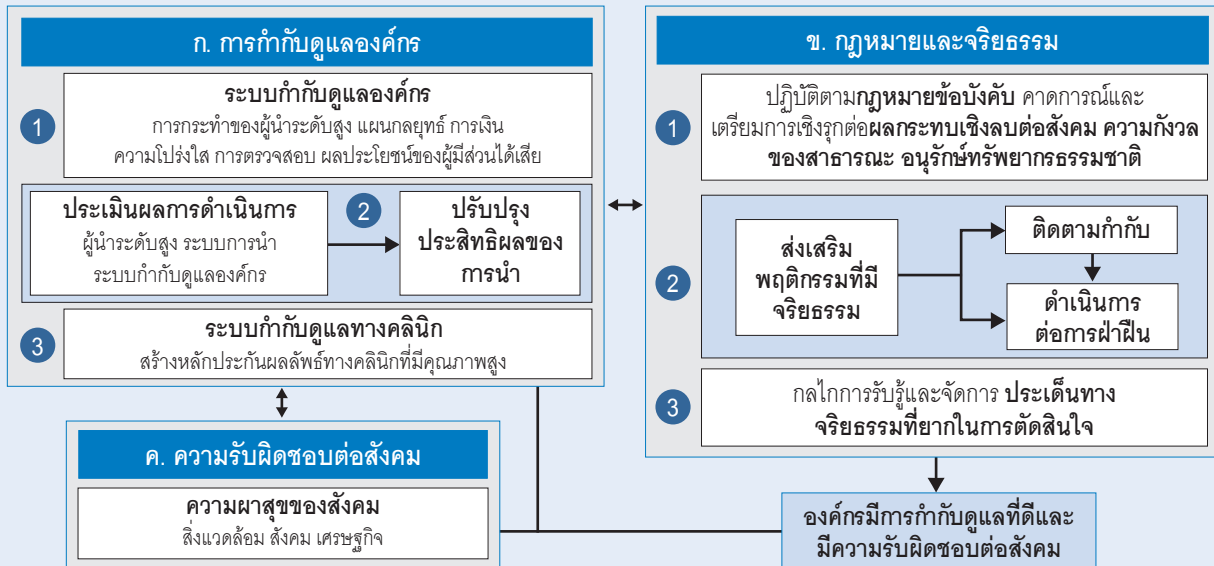 ก. การกำกับดูแลองค์กร
1
ระบบกำกับดูแลองค์กร
การกระทำของผู้นำระดับสูง แผนกลยุทธ์ การเงิน
ความโปร่งใส การตรวจสอบ ผลประโยชน์ของผู้มีส่วนได้เสีย
ประเมินผลการดำเนินการ
ผู้นำระดับสูง ระบบการนำ
ระบบกำกับดูแลองค์กร
2
ปรับปรุง
ประสิทธิผลของ
การนำ
3
ระบบกำกับดูแลทางคลินิก
สร้างหลักประกันผลลัพธ์ทางคลินิกที่มีคุณภาพสูง
ข. กฎหมายและจริยธรรม
1
ปฏิบัติตามกฎหมายข้อบังคับ คาดการณ์และ
เตรียมการเชิงรุกต่อผลกระทบเชิงลบต่อสังคม ความกังวล
ของสาธารณะ อนุรักษ์ทรัพยากรธรรมชาติ
2
ส่งเสริม
พฤติกรรมที่มี
จริยธรรม
ติดตามกำกับ
ดำเนินการ
ต่อการฝ่าฝืน
3
กลไกการรับรู้และจัดการ ประเด็นทาง
จริยธรรมที่ยากในการตัดสินใจ
ค. ความรับผิดชอบต่อสังคม
ความผาสุขของสังคม
สิ่งแวดล้อม สังคม เศรษฐกิจ
องค์กรมีการกำกับดูแลที่ดีและ
มีความรับผิดชอบต่อสังคม